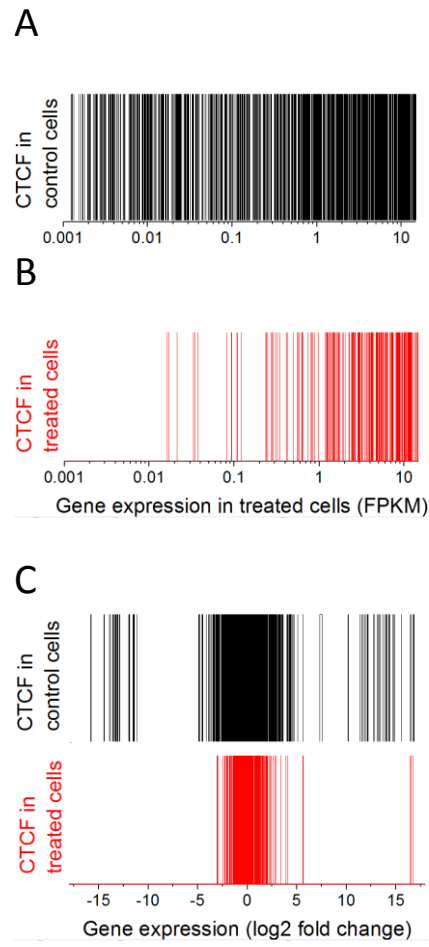 A
CTCF in
control cells
0.001 0.01 0.1 1 10
B
CTCF in
treated cells
0.001 0.01 0.1 1 10
Gene expression in treated cells (FPKM)
C
CTCF in
control cells
CTCF in
treated cells
-15 -10 -5 0 5 10 15
Gene expression (log2 fold change)